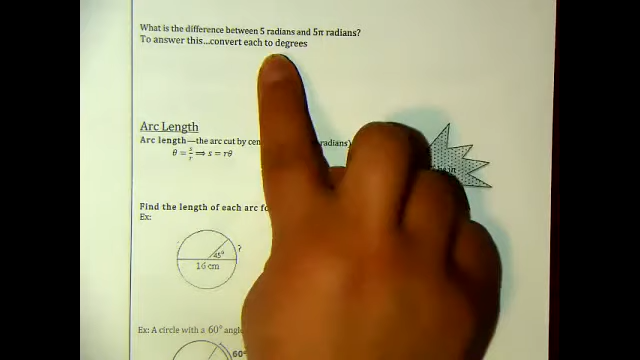 What is the difference between 5 radians and 5π radians?
To answer this...convert each to degrees
Arc Length
Arc length—the arc cut by cen radians)
θ = s/r ⟹ s = rθ
Find the length of each arc fo
Ex:
?
45°
16 cm
Ex: A circle with a 60° angle
60°